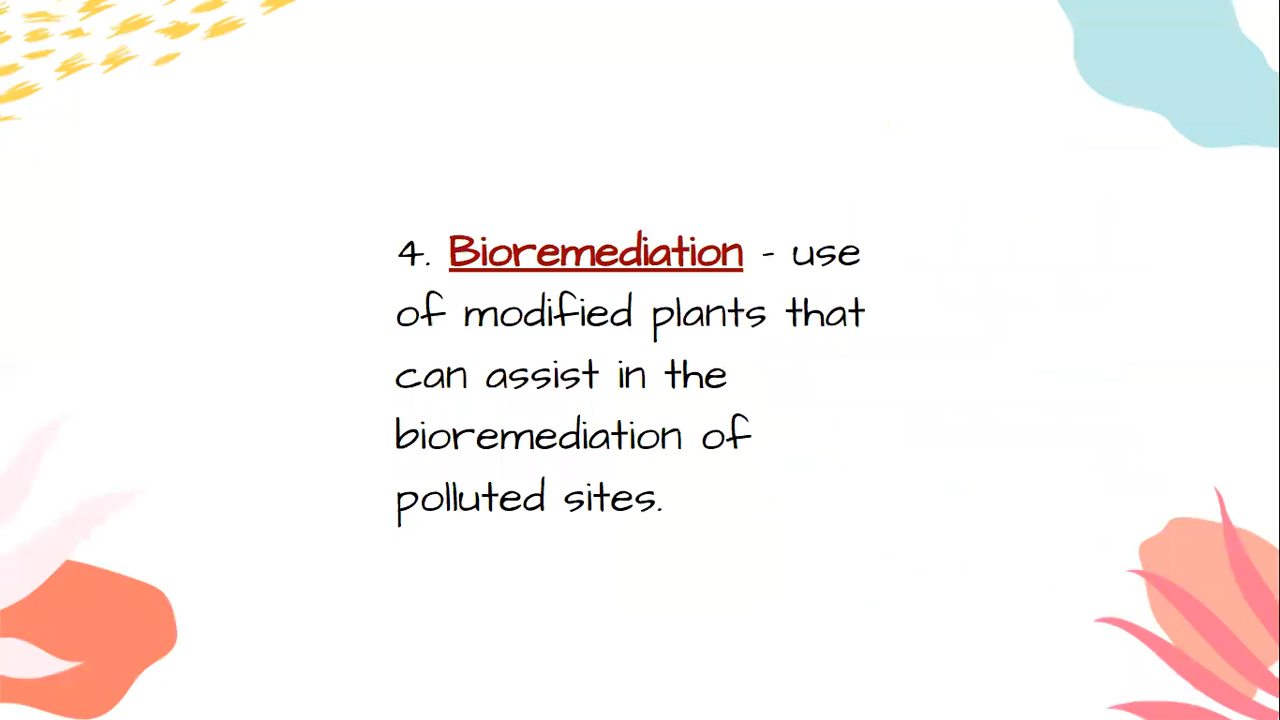 4. Bioremediation - use
of modified plants that
can assist in the
bioremediation of
polluted sites.